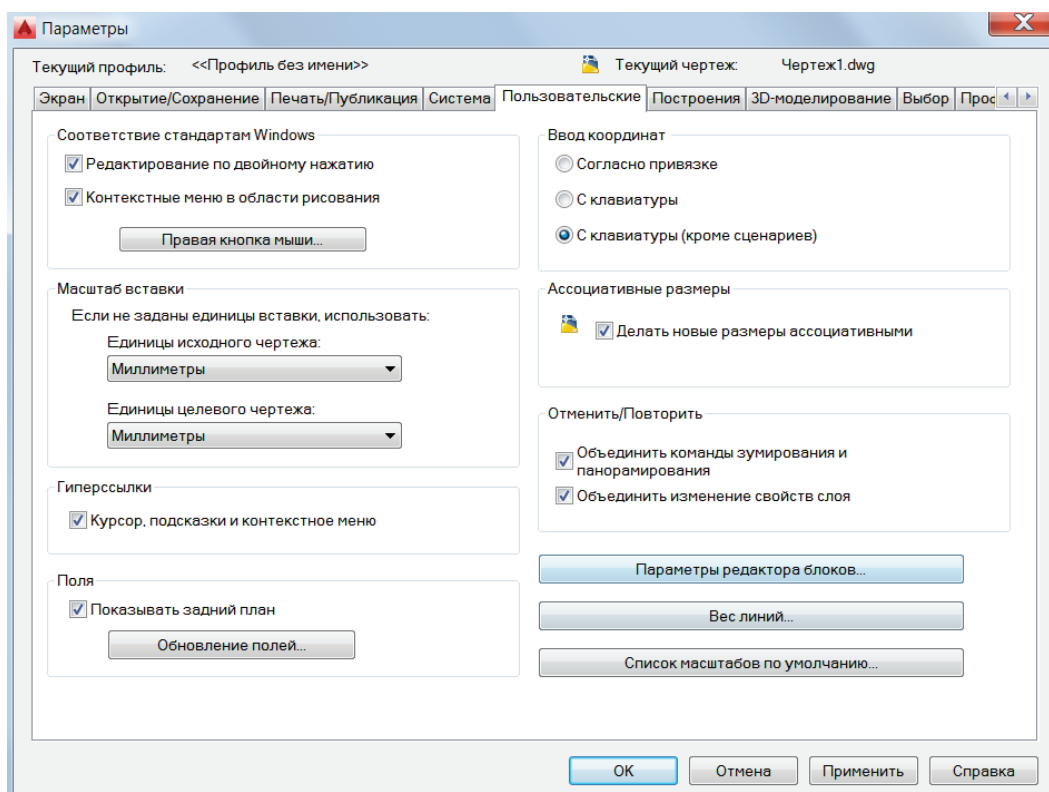 Параметры
Текущий профиль: <<Профиль без имени>> Текущий чертеж: Чертеж1.dwg
Экран Открытие/Сохранение Печать/Публикация Система Пользовательские Построения 3D-моделирование Выбор Прос
Соответствие стандартам Windows
Редактирование по двойному нажатию
Контекстные меню в области рисования
Правая кнопка мыши...
Масштаб вставки
Если не заданы единицы вставки, использовать:
Единицы исходного чертежа:
Миллиметры
Единицы целевого чертежа:
Миллиметры
Гиперссылки
Курсор, подсказки и контекстное меню
Поля
Показывать задний план
Обновление полей...
Ввод координат
Согласно привязке
С клавиатуры
С клавиатуры (кроме сценариев)
Ассоциативные размеры
Делать новые размеры ассоциативными
Отменить/Повторить
Объединить команды зумирования и
панорамирования
Объединить изменение свойств слоя
Параметры редактора блоков...
Вес линий...
Список масштабов по умолчанию...
OK Отмена Применить Справка